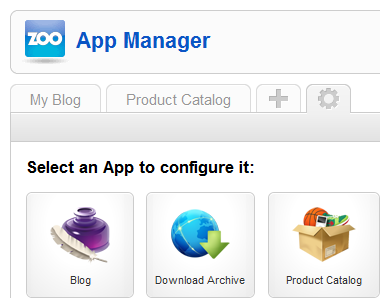 ZOO App Manager
My Blog Product Catalog
Select an App to configure it:
Blog Download Archive Product Catalog